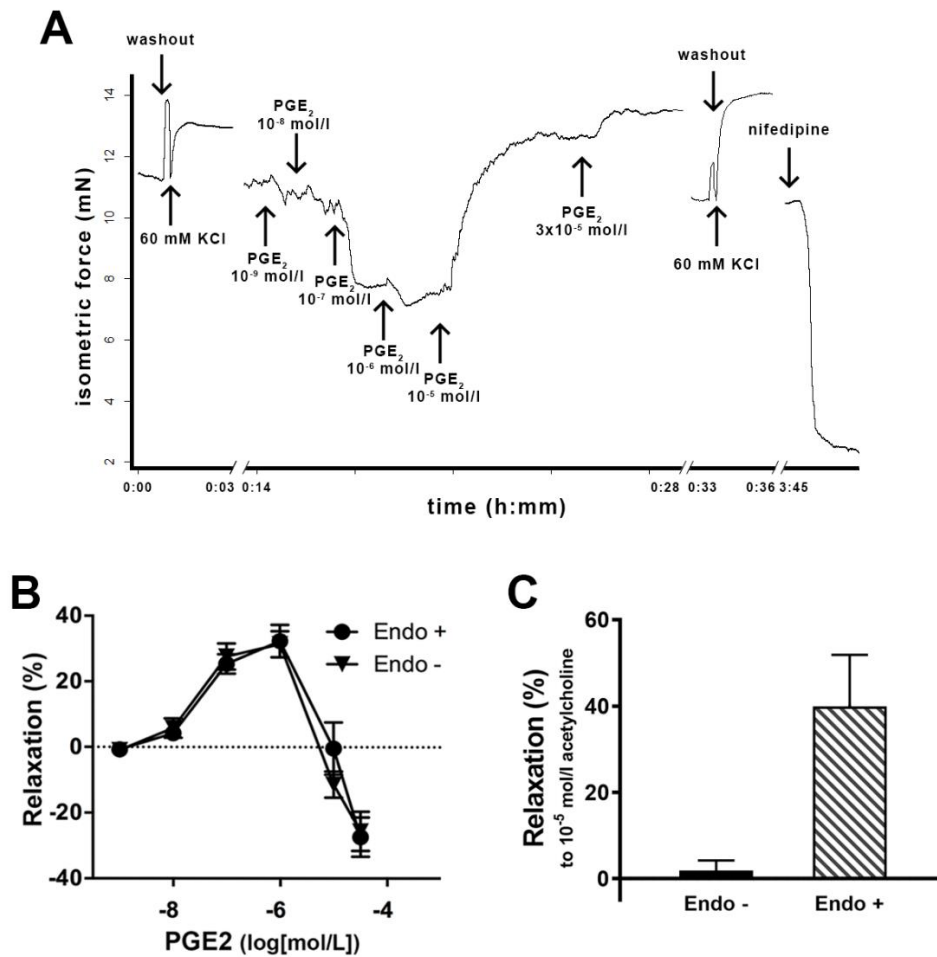 A
washout
60 mM KCl
PGE₂
10⁻⁸ mol/l
PGE₂
10⁻⁹ mol/l
PGE₂
10⁻⁷ mol/l
PGE₂
10⁻⁶ mol/l
PGE₂
10⁻⁵ mol/l
PGE₂
3x10⁻⁵ mol/l
washout
60 mM KCl
nifedipine
isometric force (mN)
14
12
10
8
6
4
2
0:00
0:03
0:14
0:28
0:33
0:36
3:45
time (h:mm)
B
Relaxation (%)
40
20
0
-20
-40
Endo +
Endo -
-8
-6
-4
PGE2 (log[mol/L])
C
Relaxation (%)
to 10⁻⁵ mol/l acetylcholine
60
40
20
0
Endo -
Endo +